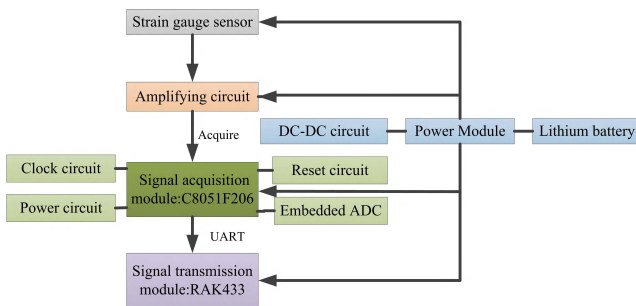 Strain gauge sensor
Amplifying circuit
Acquire
DC-DC circuit
Power Module
Lithium battery
Clock circuit
Signal acquisition
module:C8051F206
Reset circuit
Power circuit
Embedded ADC
UART
Signal transmission
module:RAK433